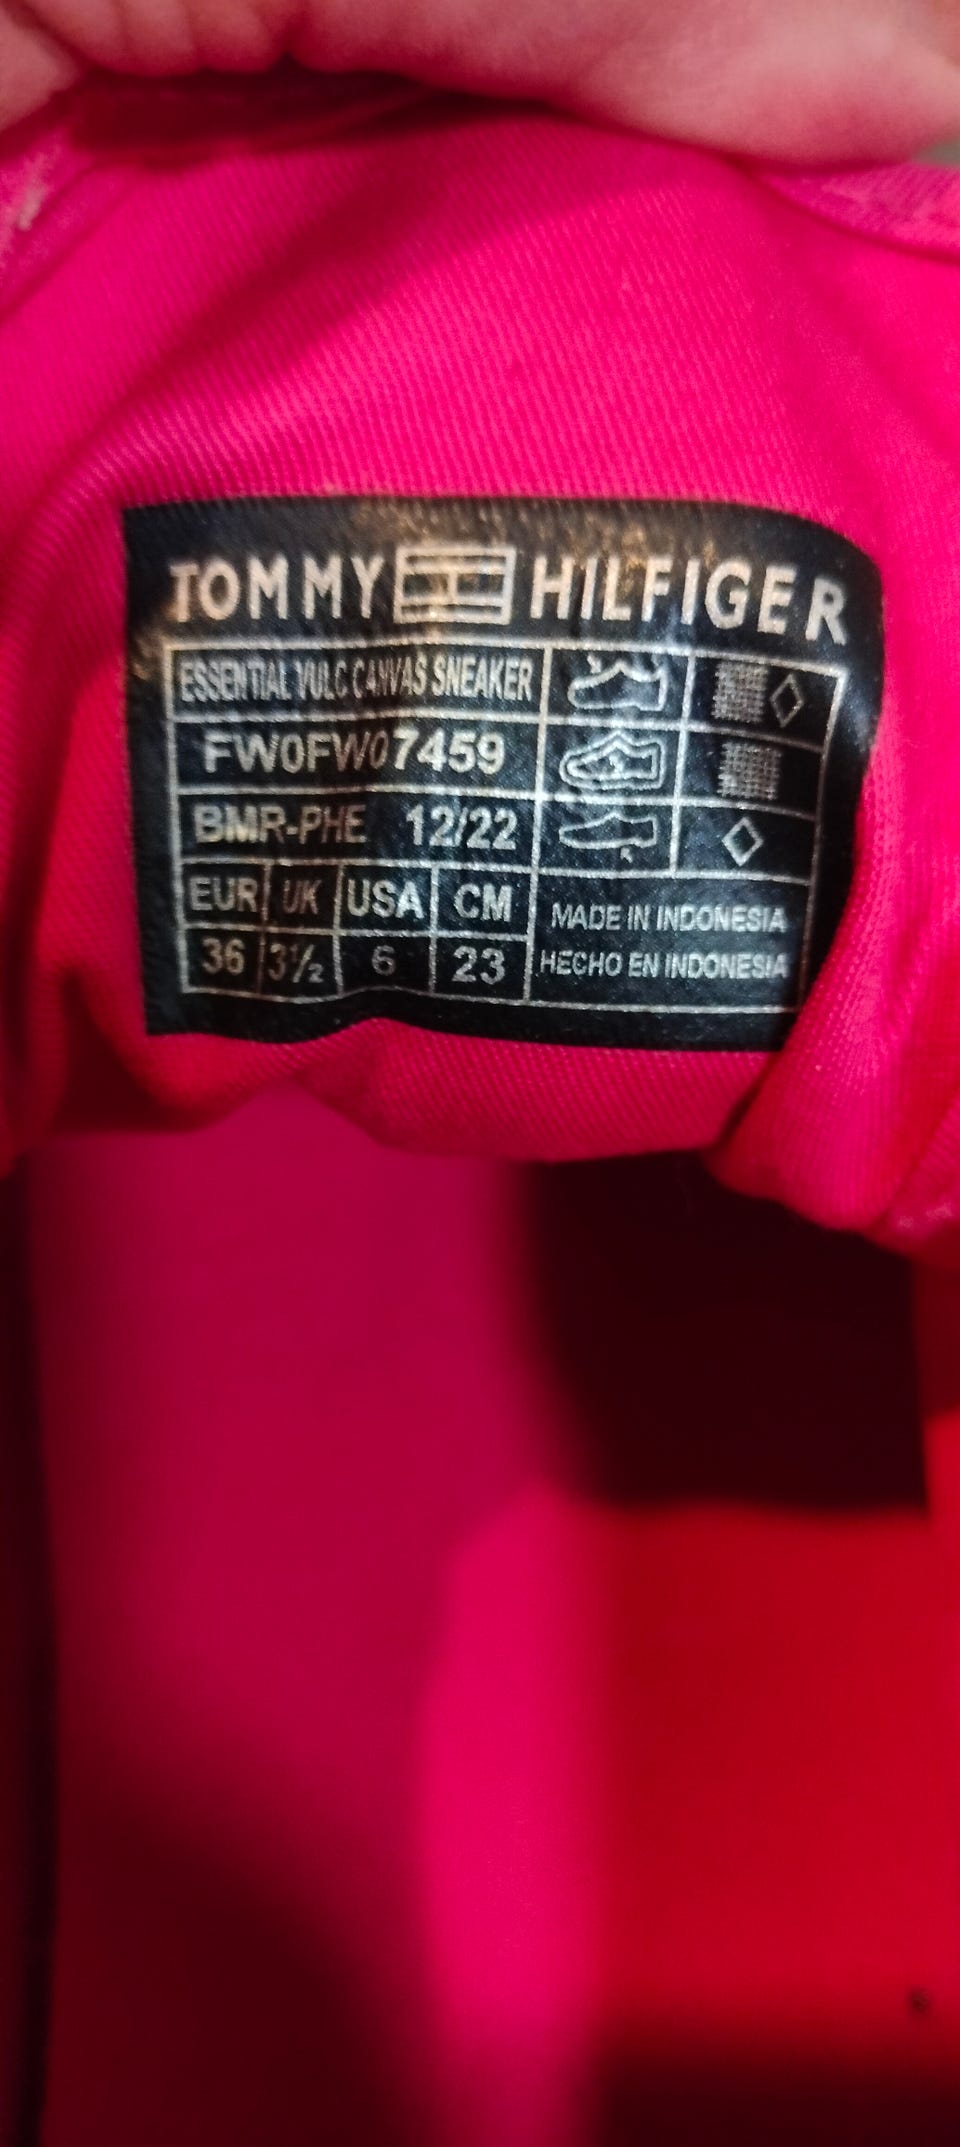 TOMMY HILFIGER
ESSENTIAL VULC CANVAS SNEAKER
FW0FW07459
BMR-PHE 12/22
EUR UK USA CM
36 3½ 6 23
MADE IN INDONESIA
HECHO EN INDONESIA